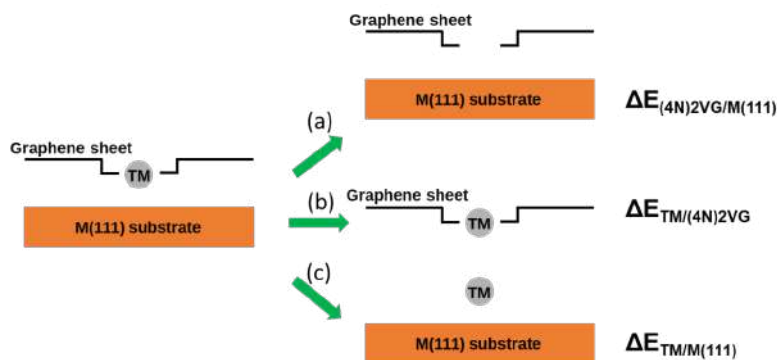 Graphene sheet
M(111) substrate
ΔE(4N)2VG/M(111)
(a)
Graphene sheet
TM
M(111) substrate
(b)
Graphene sheet
TM
ΔETM/(4N)2VG
(c)
TM
M(111) substrate
ΔETM/M(111)